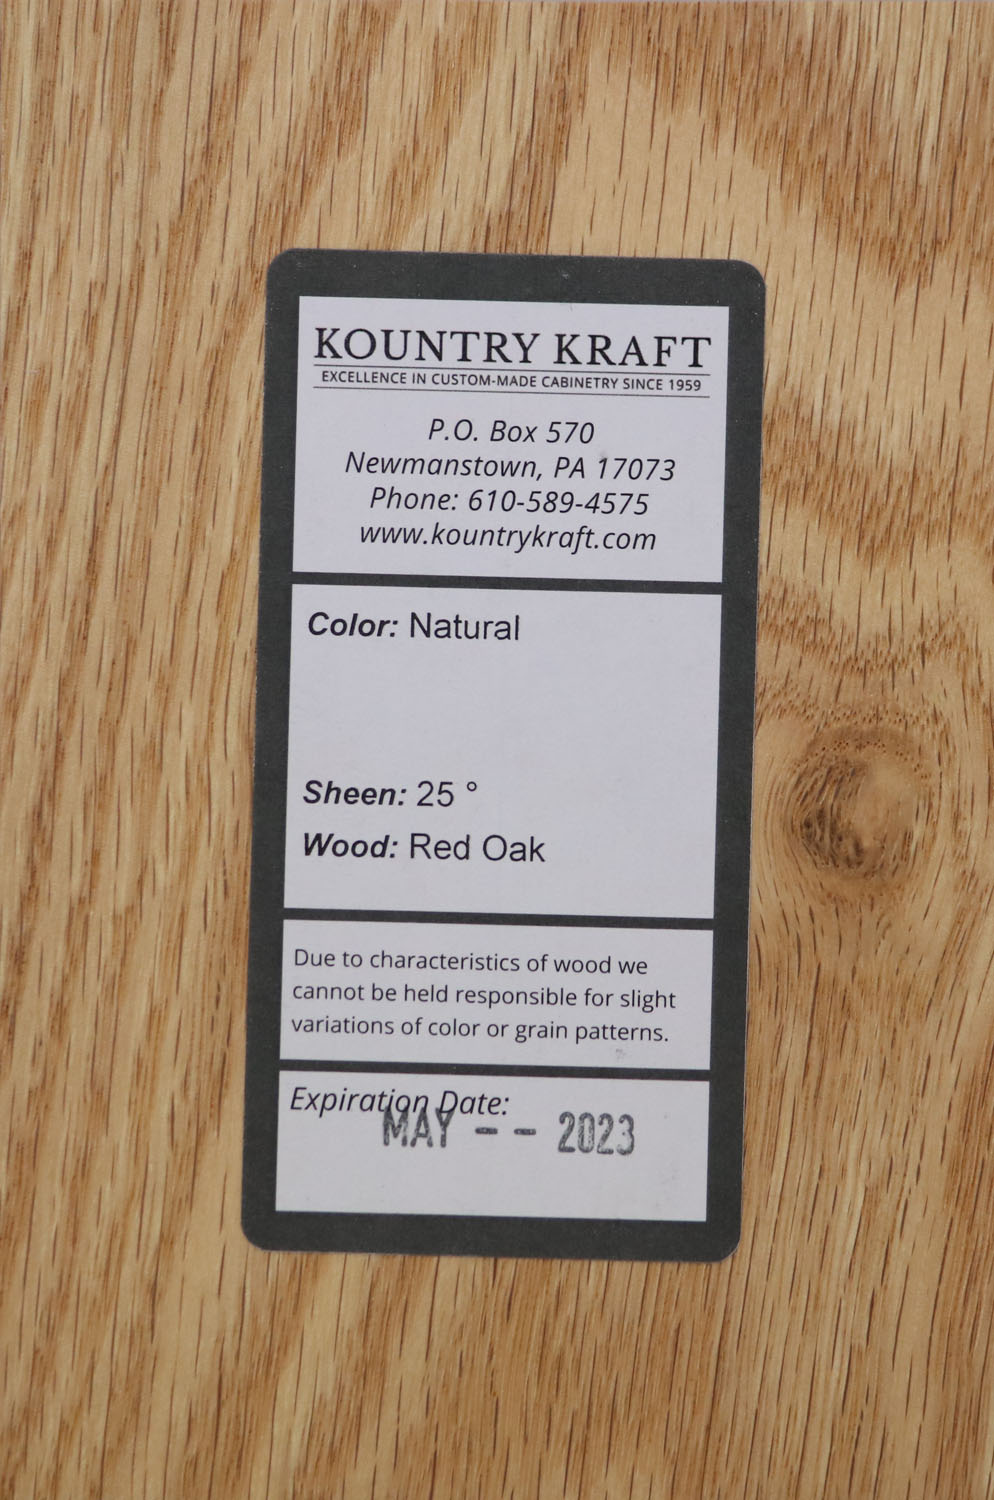 KOUNTRY KRAFT
EXCELLENCE IN CUSTOM-MADE CABINETRY SINCE 1959
P.O. Box 570
Newmanstown, PA 17073
Phone: 610-589-4575
www.kountrykraft.com
Color: Natural
Sheen: 25 °
Wood: Red Oak
Due to characteristics of wood we
cannot be held responsible for slight
variations of color or grain patterns.
Expiration Date:
MAY -- 2023